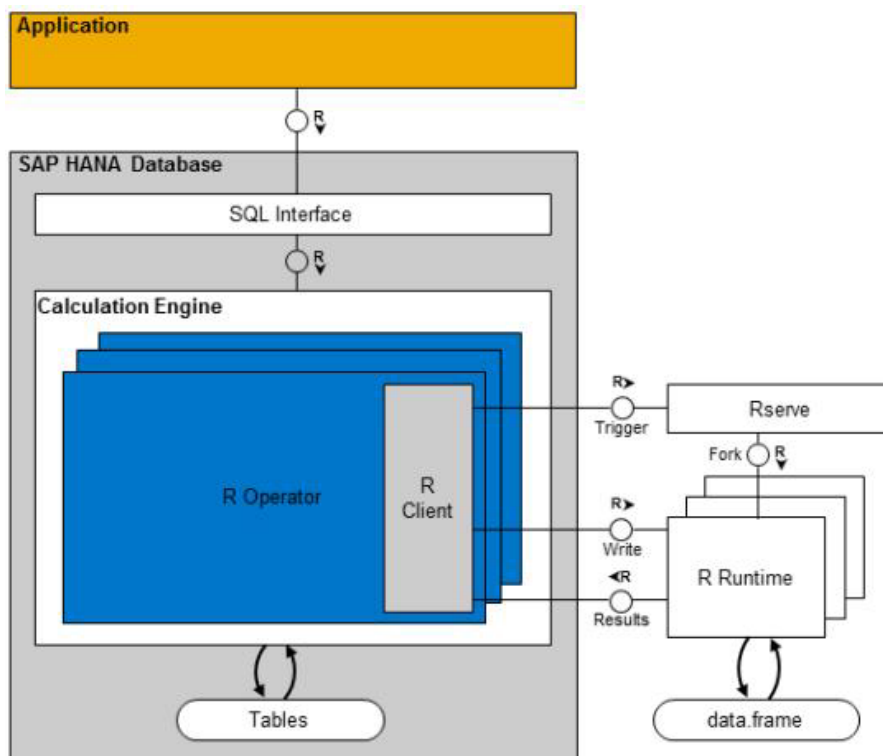 Application
R
SAP HANA Database
SQL Interface
R
Calculation Engine
R Operator
R
Client
R
Trigger
Rserve
Fork
R
R
Write
R Runtime
R
Results
Tables
data.frame